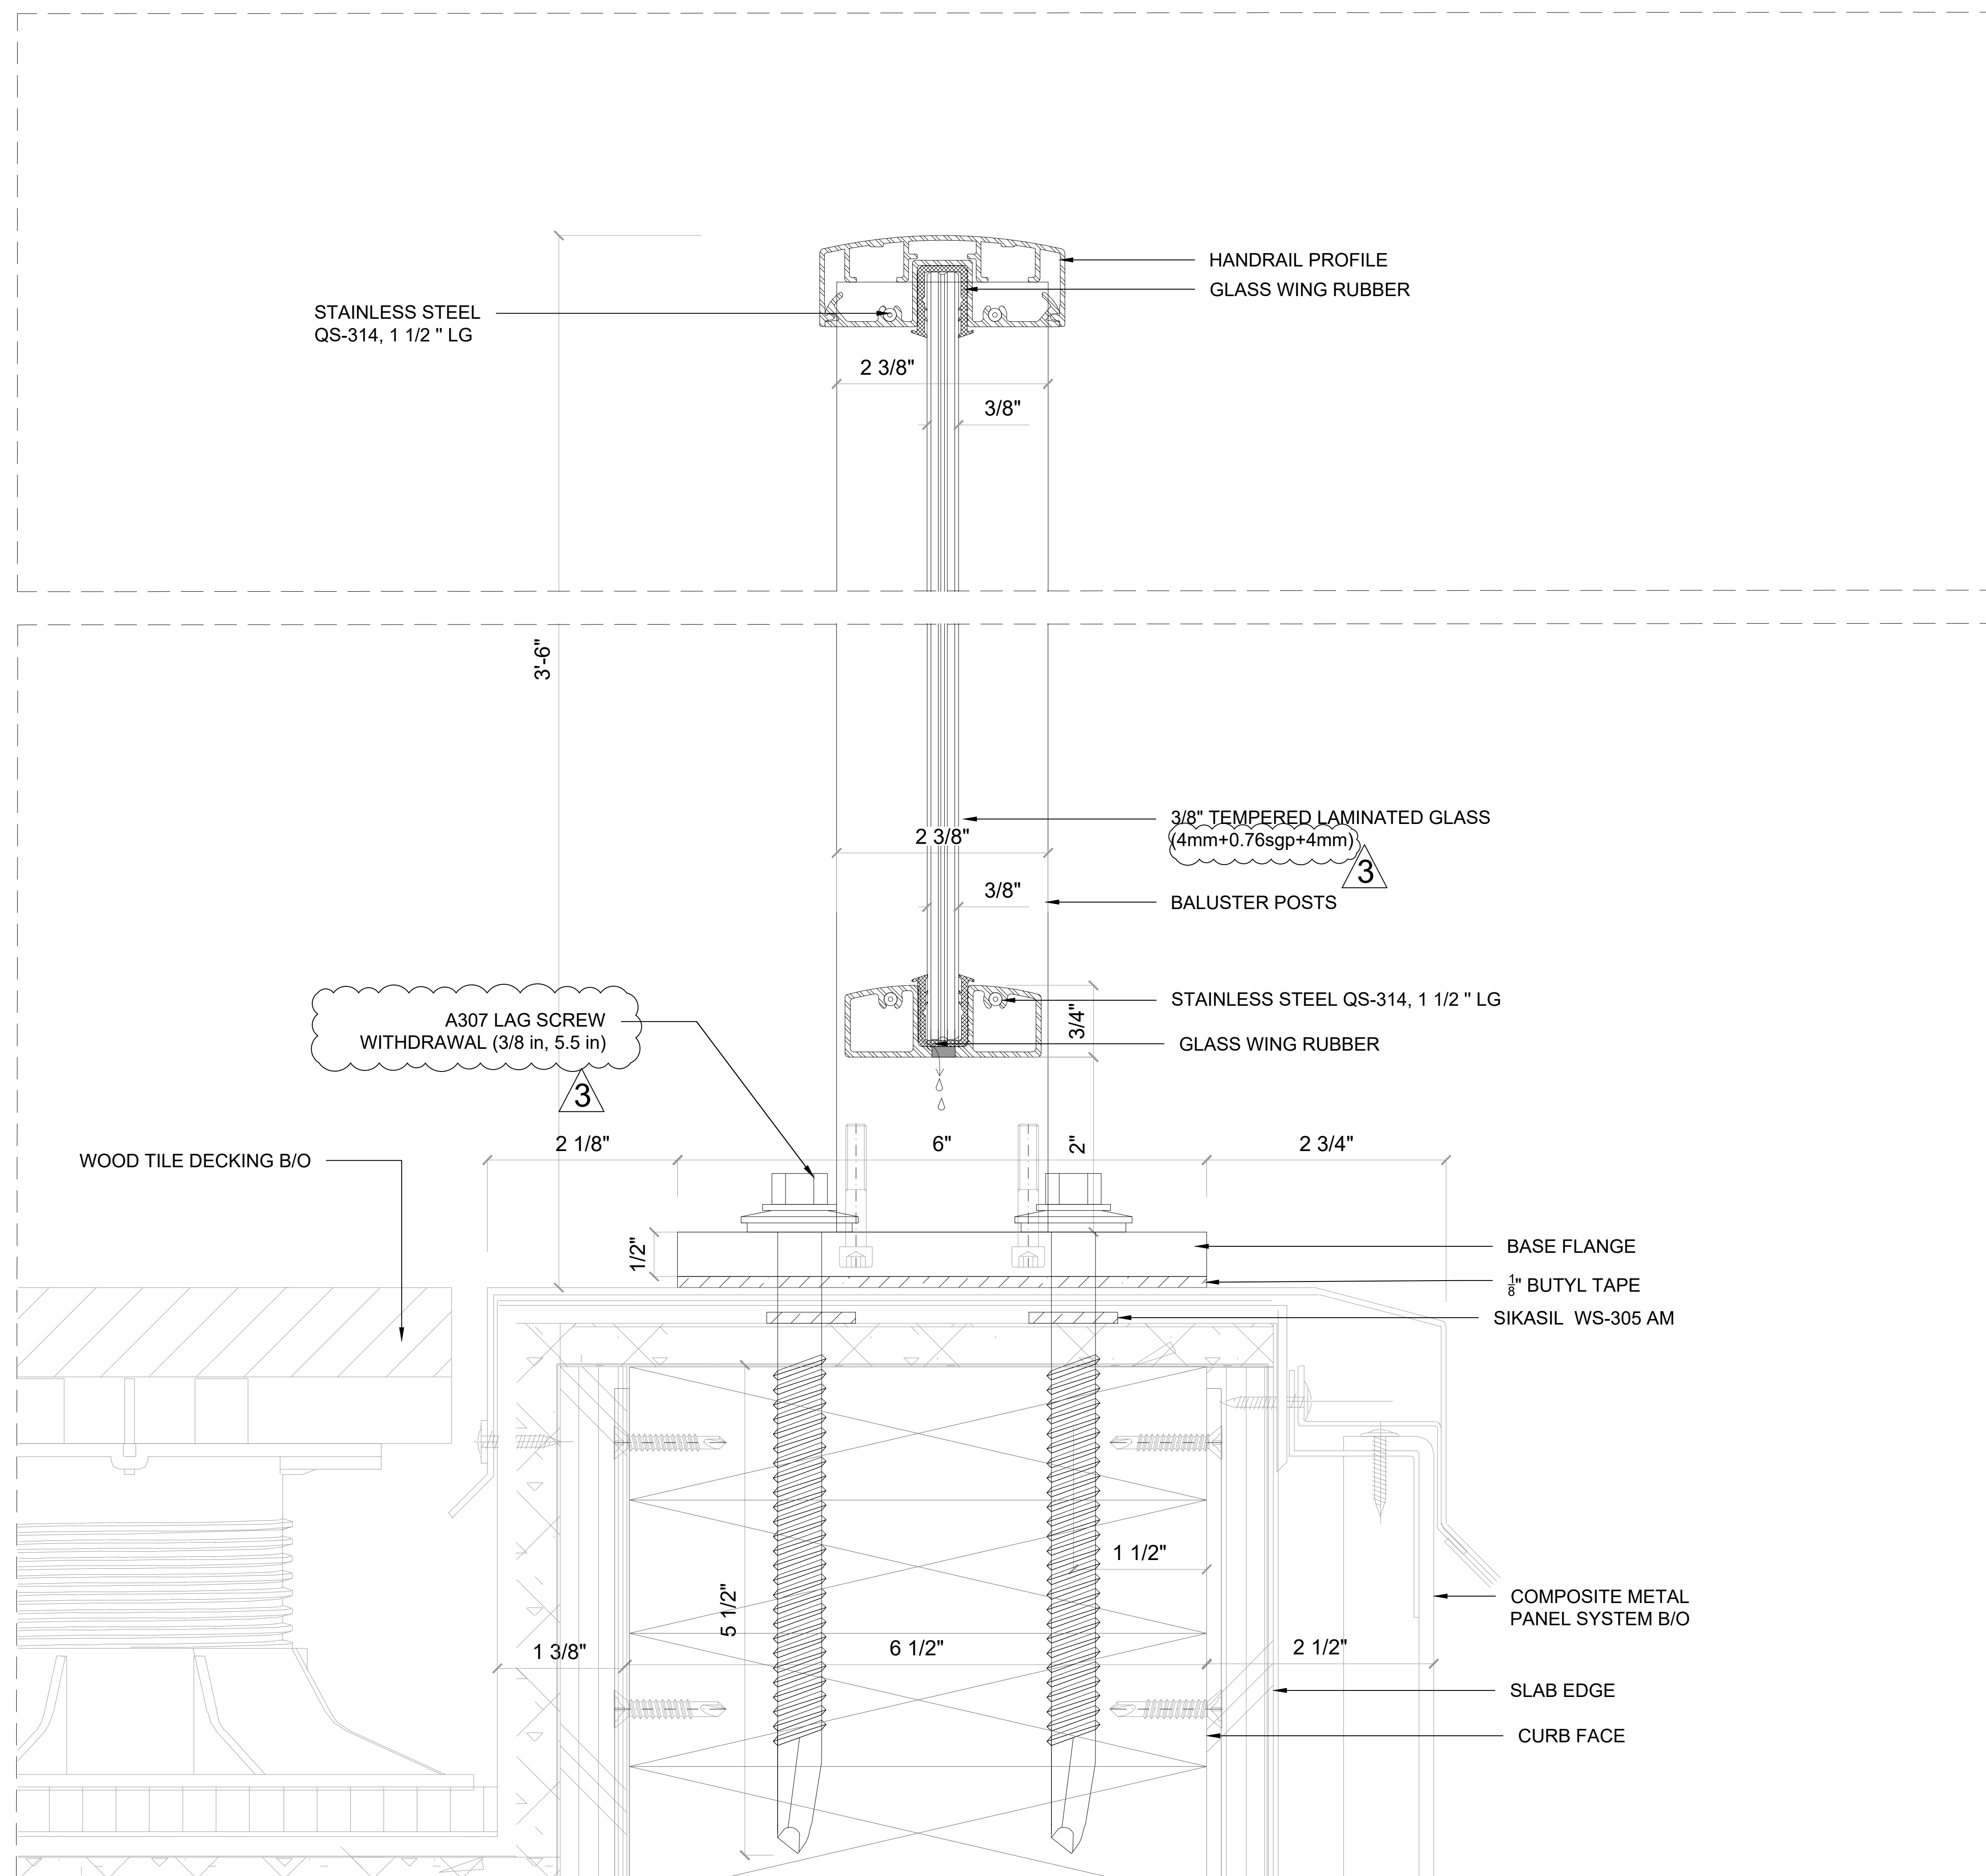 HANDRAIL PROFILE
GLASS WING RUBBER
STAINLESS STEEL
QS-314, 1 1/2 " LG
2 3/8"
3/8"
3'-6"
3/8" TEMPERED LAMINATED GLASS
(4mm+0.76sgp+4mm)
3
2 3/8"
3/8"
BALUSTER POSTS
STAINLESS STEEL QS-314, 1 1/2 " LG
3/4"
GLASS WING RUBBER
A307 LAG SCREW
WITHDRAWAL (3/8 in, 5.5 in)
3
WOOD TILE DECKING B/O
2 1/8"
6"
2"
2 3/4"
1/2"
BASE FLANGE
1/8" BUTYL TAPE
SIKASIL WS-305 AM
1 1/2"
5 1/2"
COMPOSITE METAL
PANEL SYSTEM B/O
1 3/8"
6 1/2"
2 1/2"
SLAB EDGE
CURB FACE